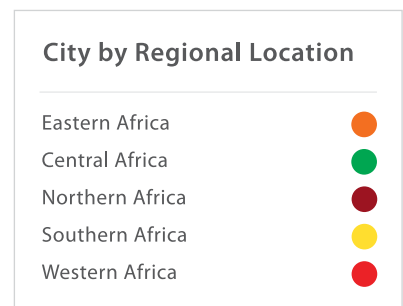 City by Regional Location
Eastern Africa
Central Africa
Northern Africa
Southern Africa
Western Africa